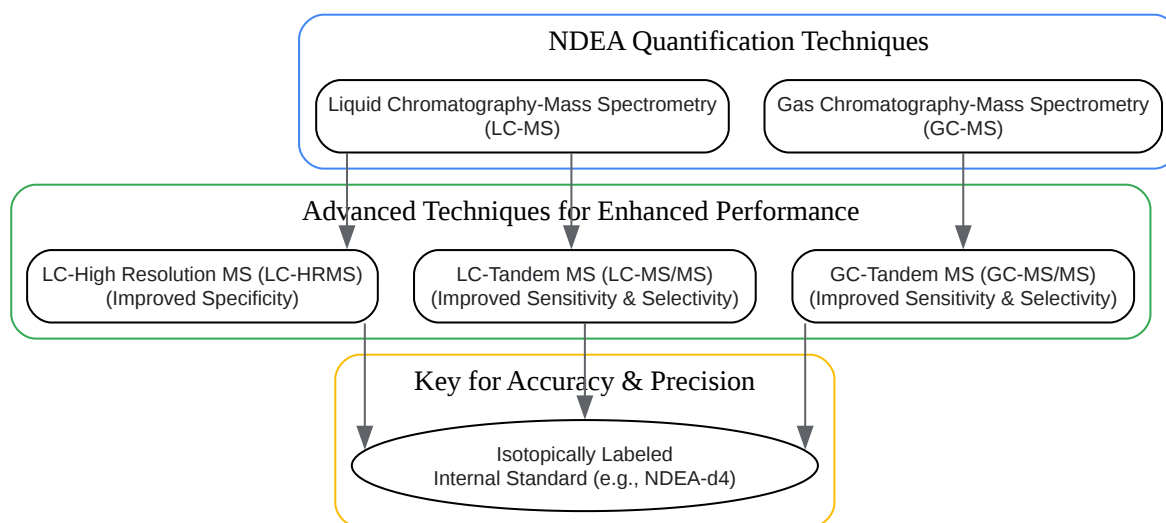 NDEA Quantification Techniques
Liquid Chromatography-Mass Spectrometry
(LC-MS)
Gas Chromatography-Mass Spectrometry
(GC-MS)
Advanced Techniques for Enhanced Performance
LC-High Resolution MS (LC-HRMS)
(Improved Specificity)
LC-Tandem MS (LC-MS/MS)
(Improved Sensitivity & Selectivity)
GC-Tandem MS (GC-MS/MS)
(Improved Sensitivity & Selectivity)
Key for Accuracy & Precision
Isotopically Labeled
Internal Standard (e.g., NDEA-d4)